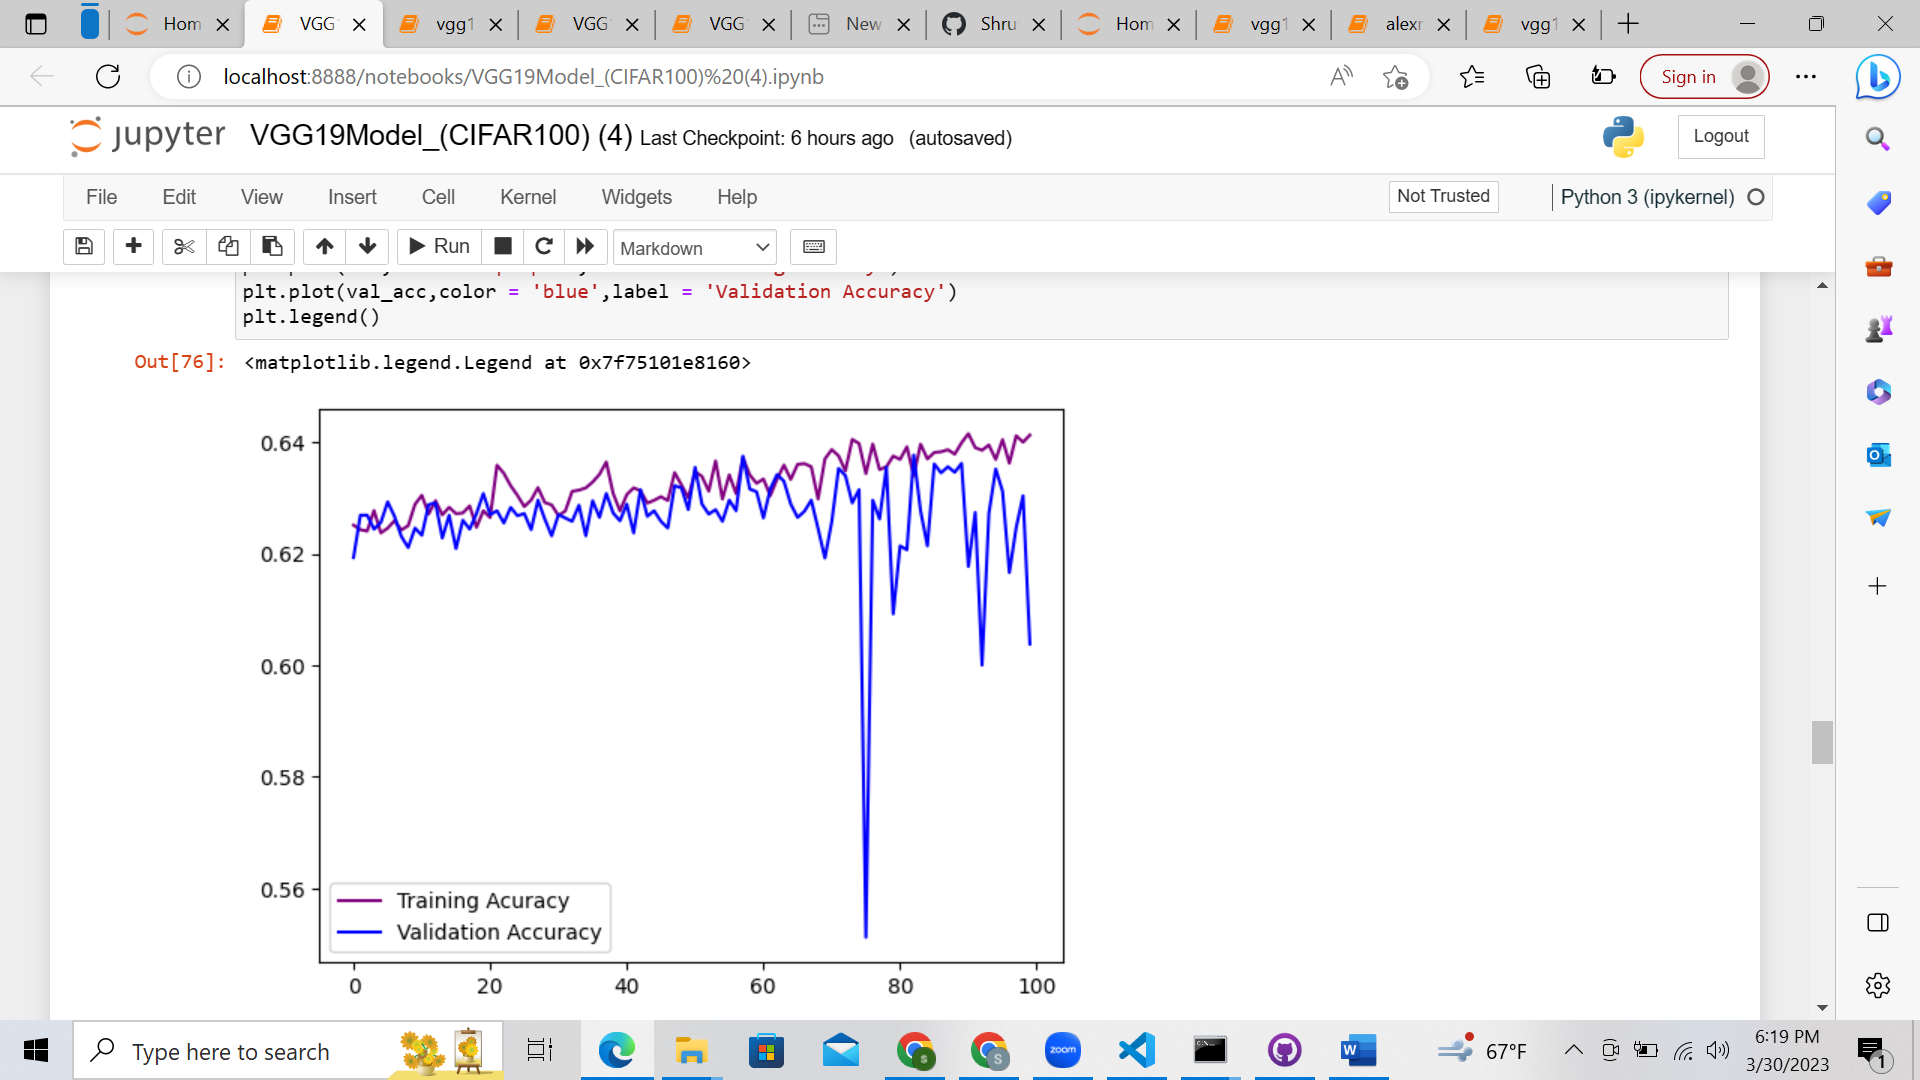 Hom
VGG
vgg1
VGG
VGG
New
Shru
Hom
vgg1
alexr
vgg1
localhost:8888/notebooks/VGG19Model_(CIFAR100)%20(4).ipynb
Sign in
jupyter VGG19Model_(CIFAR100) (4) Last Checkpoint: 6 hours ago (autosaved)
Logout
File Edit View Insert Cell Kernel Widgets Help
Not Trusted
Python 3 (ipykernel)
Run
Markdown
plt.plot(val_acc,color = 'blue',label = 'Validation Accuracy')
plt.legend()
Out[76]: <matplotlib.legend.Legend at 0x7f75101e8160>
0.64
0.62
0.60
0.58
0.56
Training Acuracy
Validation Accuracy
0 20 40 60 80 100
Type here to search
S
S
zoom
67°F
6:19 PM
3/30/2023
1